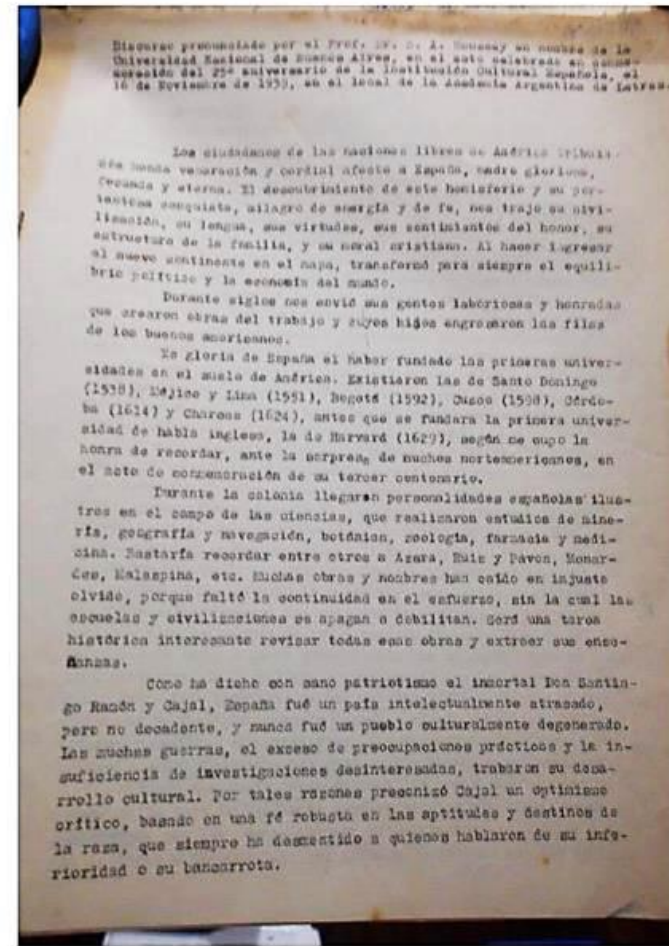 Discurso pronunciado por el Prof. Dr. B. A. Houssay en nombre de la
Universidad Nacional de Buenos Aires, en el acto celebrado en conme-
moración del 25º aniversario de la Institución Cultural Española, el
16 de Noviembre de 1939, en el local de la Academia Argentina de Letras.
Los ciudadanos de las naciones libres de América tributa-
mos honda veneración y cordial afecto a España, madre gloriosa,
fecunda y eterna. El descubrimiento de este hemisferio y su por-
tentosa conquista, milagro de energía y de fe, nos trajo su civi-
lización, su lengua, sus virtudes, sus sentimientos del honor, su
estructura de la familia, y su moral cristiana. Al hacer ingresar
al nuevo continente en el mapa, transformó para siempre el equili-
brio político y la economía del mundo.
Durante siglos nos envió sus gentes laboriosas y honradas
que crearon obras del trabajo y cuyos hijos engrosaron las filas
de los buenos americanos.
Es gloria de España el haber fundado las primeras univer-
sidades en el suelo de América. Existieron las de Santo Domingo
(1538), Méjico y Lima (1551), Bogotá (1592), Cuzco (1598), Córdo-
ba (1614) y Charcas (1624), antes que se fundara la primera univer-
sidad de habla inglesa, la de Harvard (1629), según me cupo la
honra de recordar, ante la sorpresa de muchos norteamericanos, en
el acto de conmemoración de su tercer centenario.
Durante la colonia llegaron personalidades españolas ilus-
tres en el campo de las ciencias, que realizaron estudios de mine-
ría, geografía y navegación, botánica, zoología, farmacia y medi-
cina. Bastaría recordar entre otros a Azara, Ruiz y Pavon, Monar-
des, Malaspina, etc. Muchas obras y nombres han caído en injusto
olvido, porque faltó la continuidad en el esfuerzo, sin la cual las
escuelas y civilizaciones se apagan o debilitan. Será una tarea
histórica interesante revisar todas esas obras y extraer sus ense-
ñanzas.
Como ha dicho con sano patriotismo el inmortal Don Santia-
go Ramón y Cajal, España fué un país intelectualmente atrasado,
pero no decadente, y nunca fué un pueblo culturalmente degenerado.
Las muchas guerras, el exceso de preocupaciones prácticas y la in-
suficiencia de investigaciones desinteresadas, trabaron su desa-
rrollo cultural. Por tales razones preconizó Cajal un optimismo
crítico, basado en una fé robusta en las aptitudes y destinos de
la raza, que siempre ha desmentido a quienes hablaron de su infe-
rioridad o su bancarrota.